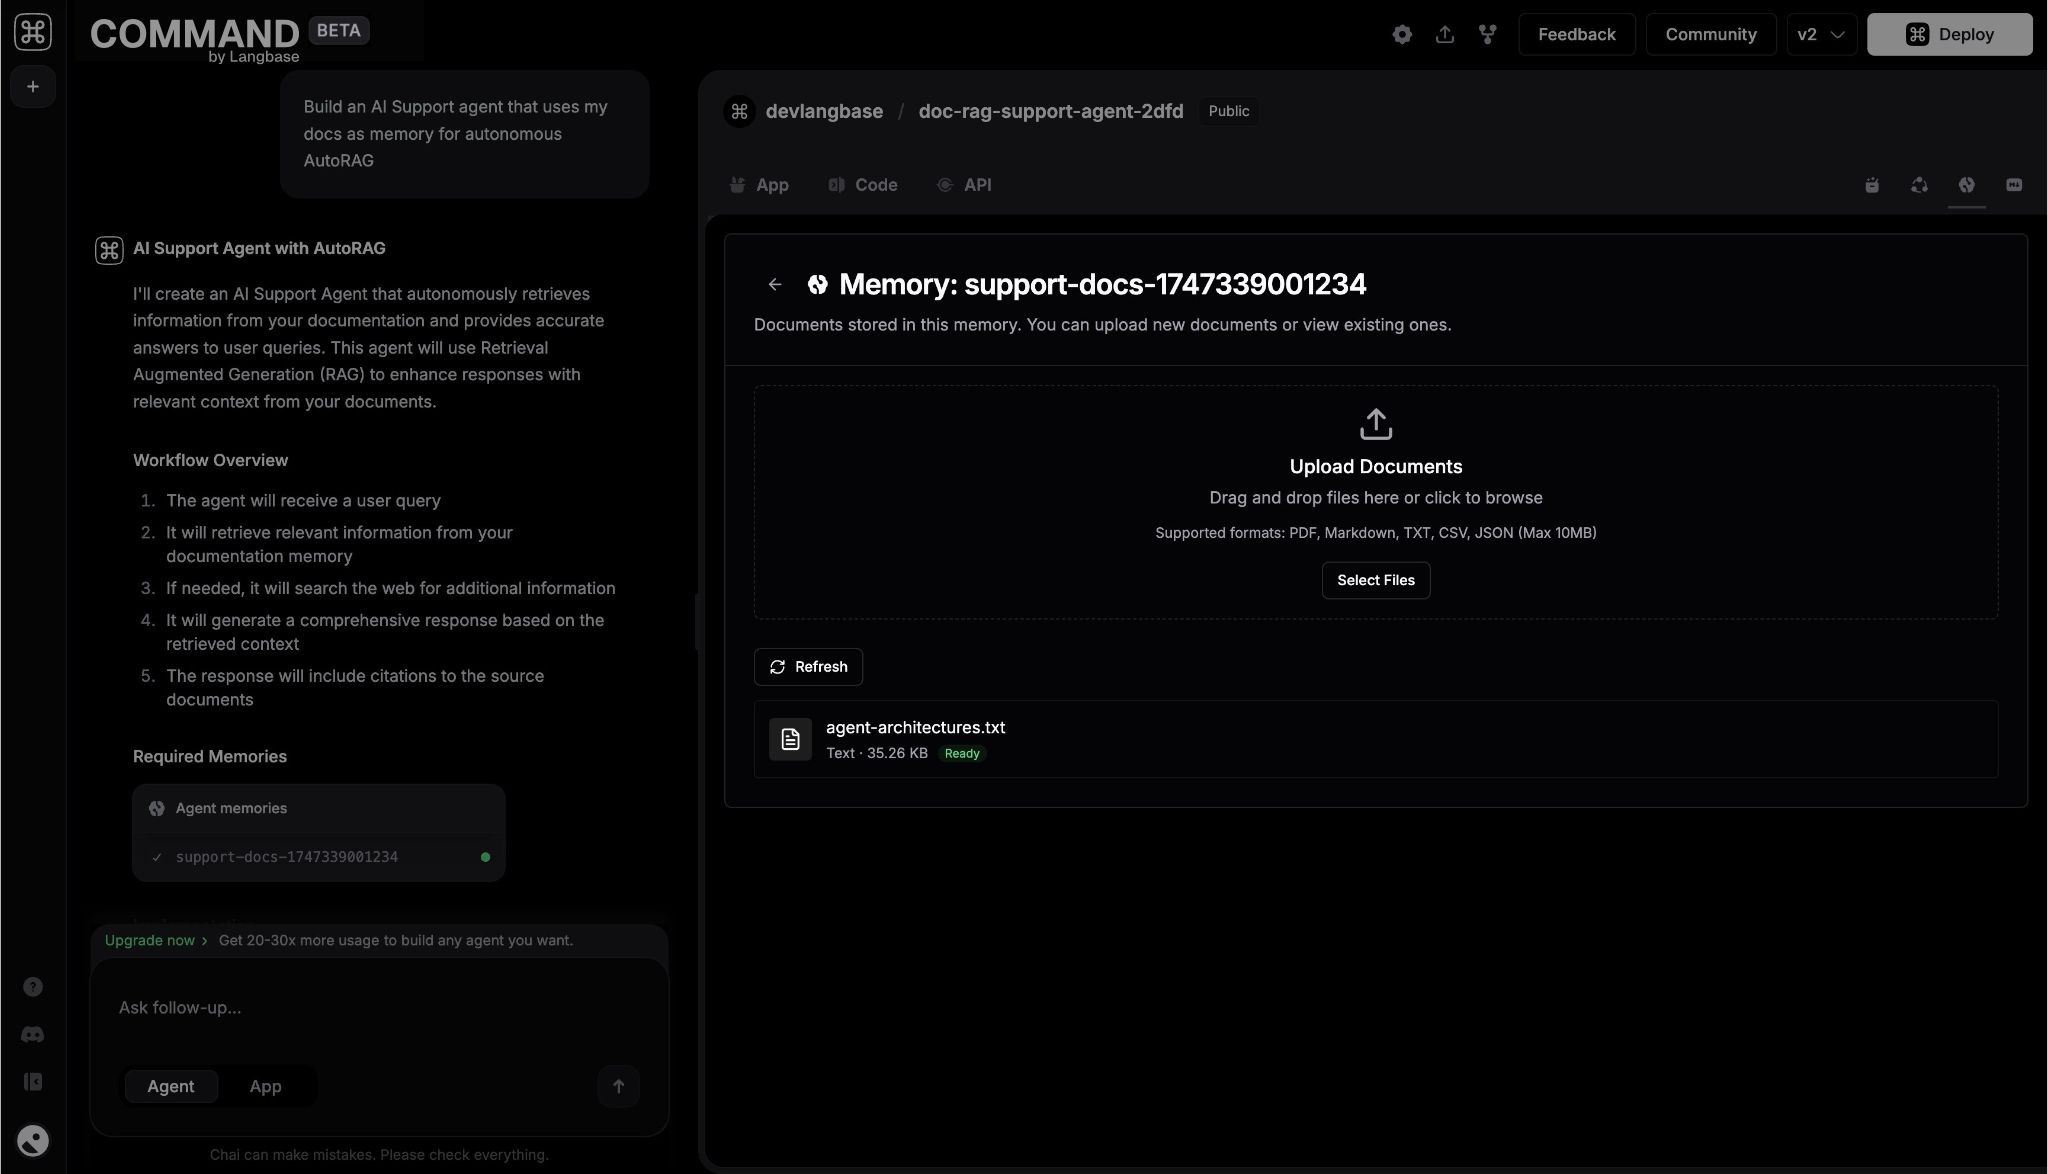 COMMAND BETA
by Langbase
Feedback
Community
v2
Deploy
Build an AI Support agent that uses my
docs as memory for autonomous
AutoRAG
AI Support Agent with AutoRAG
I'll create an AI Support Agent that autonomously retrieves
information from your documentation and provides accurate
answers to user queries. This agent will use Retrieval
Augmented Generation (RAG) to enhance responses with
relevant context from your documents.
Workflow Overview
1. The agent will receive a user query
2. It will retrieve relevant information from your
documentation memory
3. If needed, it will search the web for additional information
4. It will generate a comprehensive response based on the
retrieved context
5. The response will include citations to the source
documents
Required Memories
Agent memories
support-docs-1747339001234
Upgrade now › Get 20-30x more usage to build any agent you want.
Ask follow-up...
Agent
App
Chai can make mistakes. Please check everything.
devlangbase / doc-rag-support-agent-2dfd Public
App
Code
API
Memory: support-docs-1747339001234
Documents stored in this memory. You can upload new documents or view existing ones.
Upload Documents
Drag and drop files here or click to browse
Supported formats: PDF, Markdown, TXT, CSV, JSON (Max 10MB)
Select Files
Refresh
agent-architectures.txt
Text · 35.26 KB Ready